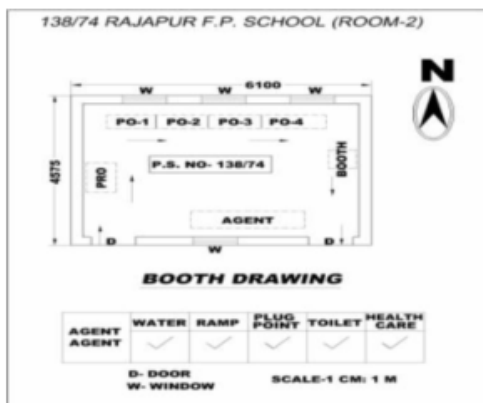 138/74 RAJAPUR F.P. SCHOOL (ROOM-2)
N
6100
W W W
PO-1 PO-2 PO-3 PO-4
4575
P.S. NO- 138/74
BOOTH
PRO
AGENT
D W D
BOOTH DRAWING
AGENT AGENT WATER RAMP PLUG POINT TOILET HEALTH CARE
D- DOOR
W- WINDOW
SCALE-1 CM: 1 M